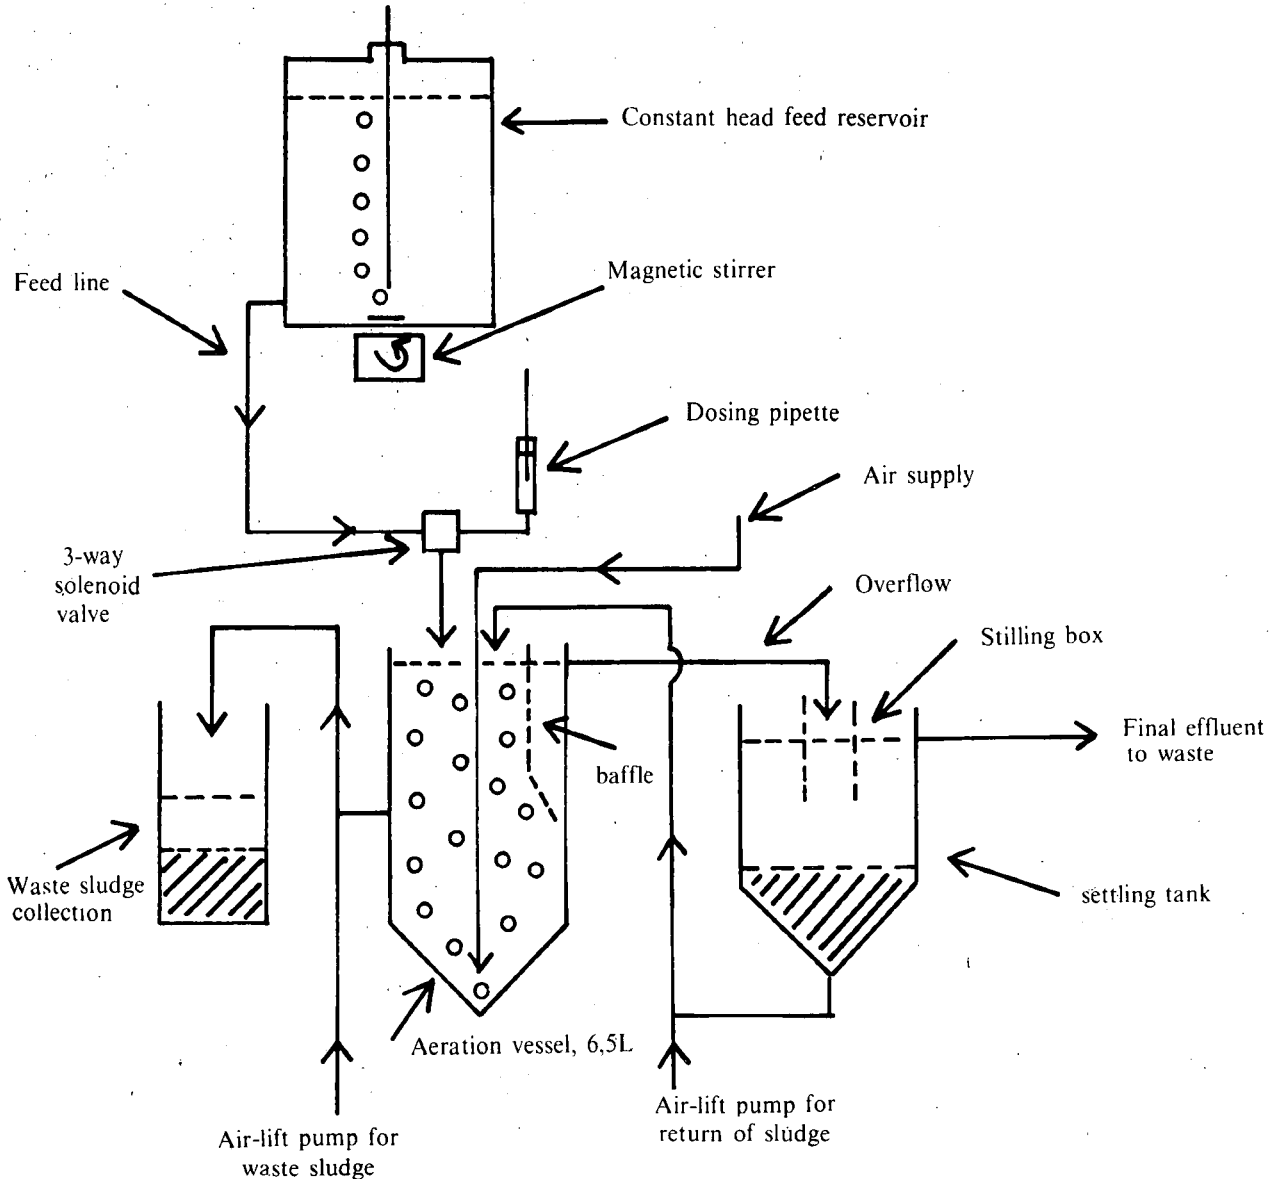 Constant head feed reservoir
Feed line
Magnetic stirrer
Dosing pipette
Air supply
3-way
solenoid
valve
Overflow
Stilling box
Final effluent
to waste
baffle
Waste sludge
collection
settling tank
Aeration vessel, 6,5L
Air-lift pump for
return of sludge
Air-lift pump for
waste sludge